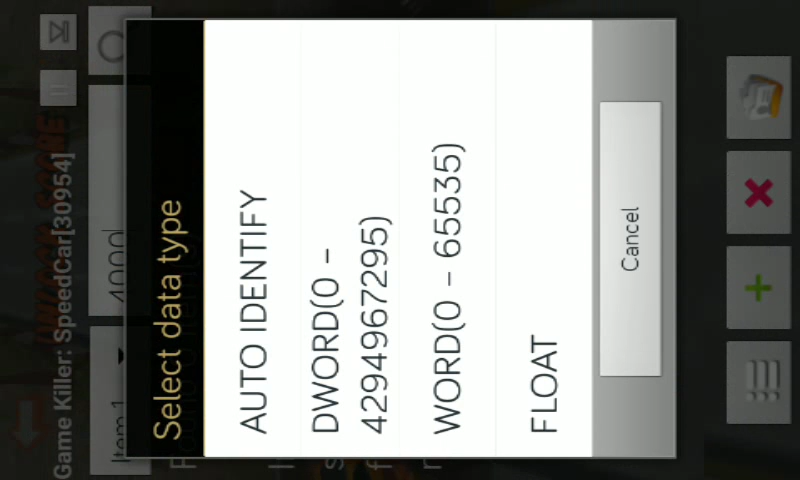 Game Killer: SpeedCar[30954]
Item 1
4000
Select data type
AUTO IDENTIFY
DWORD(0 –
4294967295)
WORD(0 – 65535)
FLOAT
Cancel